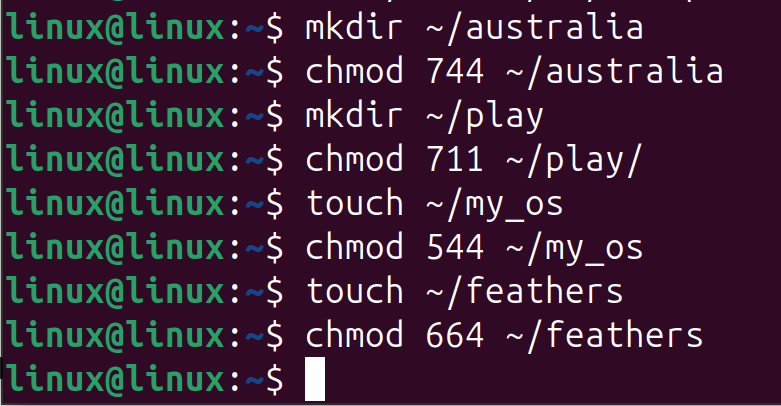 linux@linux:~$ mkdir ~/australia
linux@linux:~$ chmod 744 ~/australia
linux@linux:~$ mkdir ~/play
linux@linux:~$ chmod 711 ~/play/
linux@linux:~$ touch ~/my_os
linux@linux:~$ chmod 544 ~/my_os
linux@linux:~$ touch ~/feathers
linux@linux:~$ chmod 664 ~/feathers
linux@linux:~$